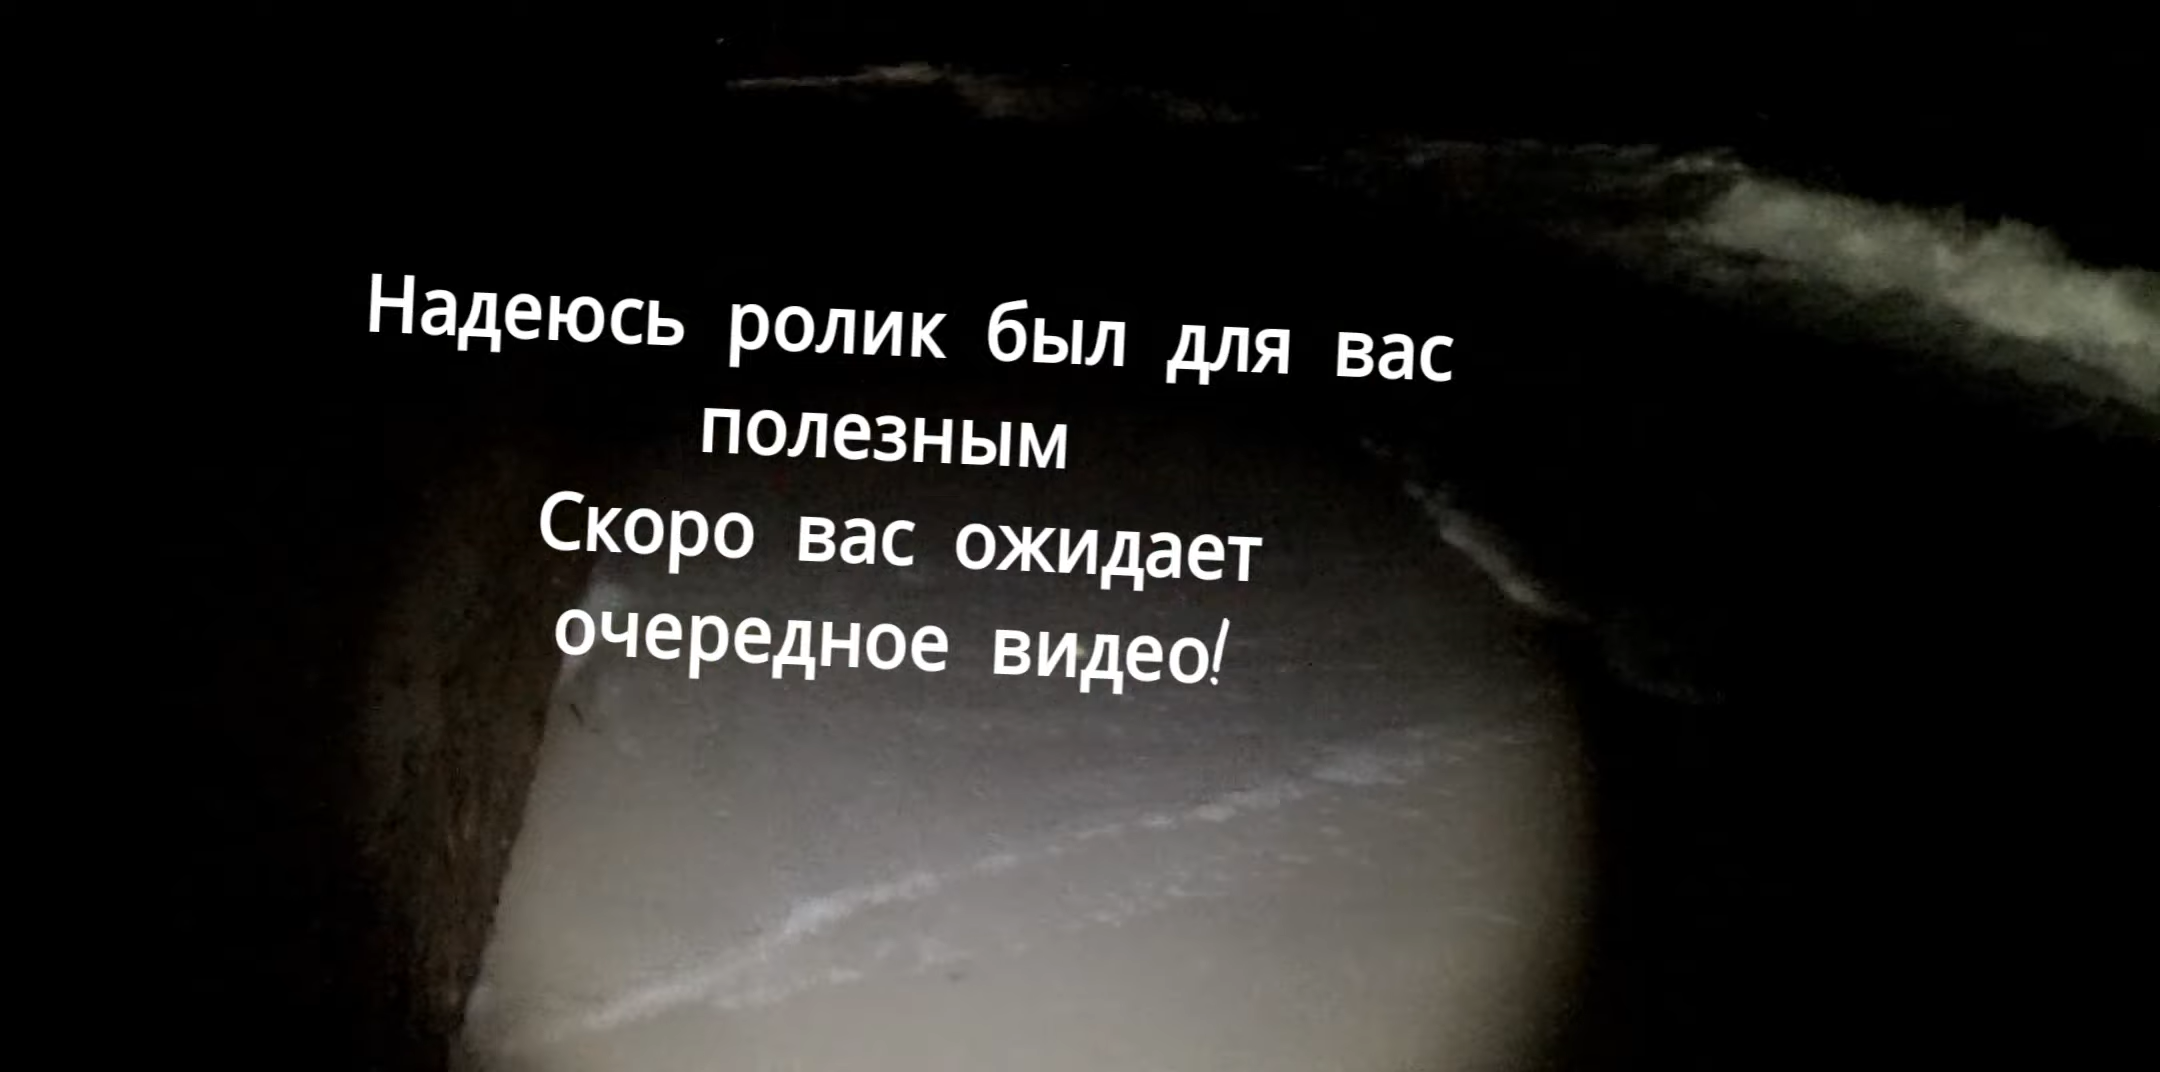 Надеюсь ролик был для вас
полезным
Скоро вас ожидает
очередное видео!